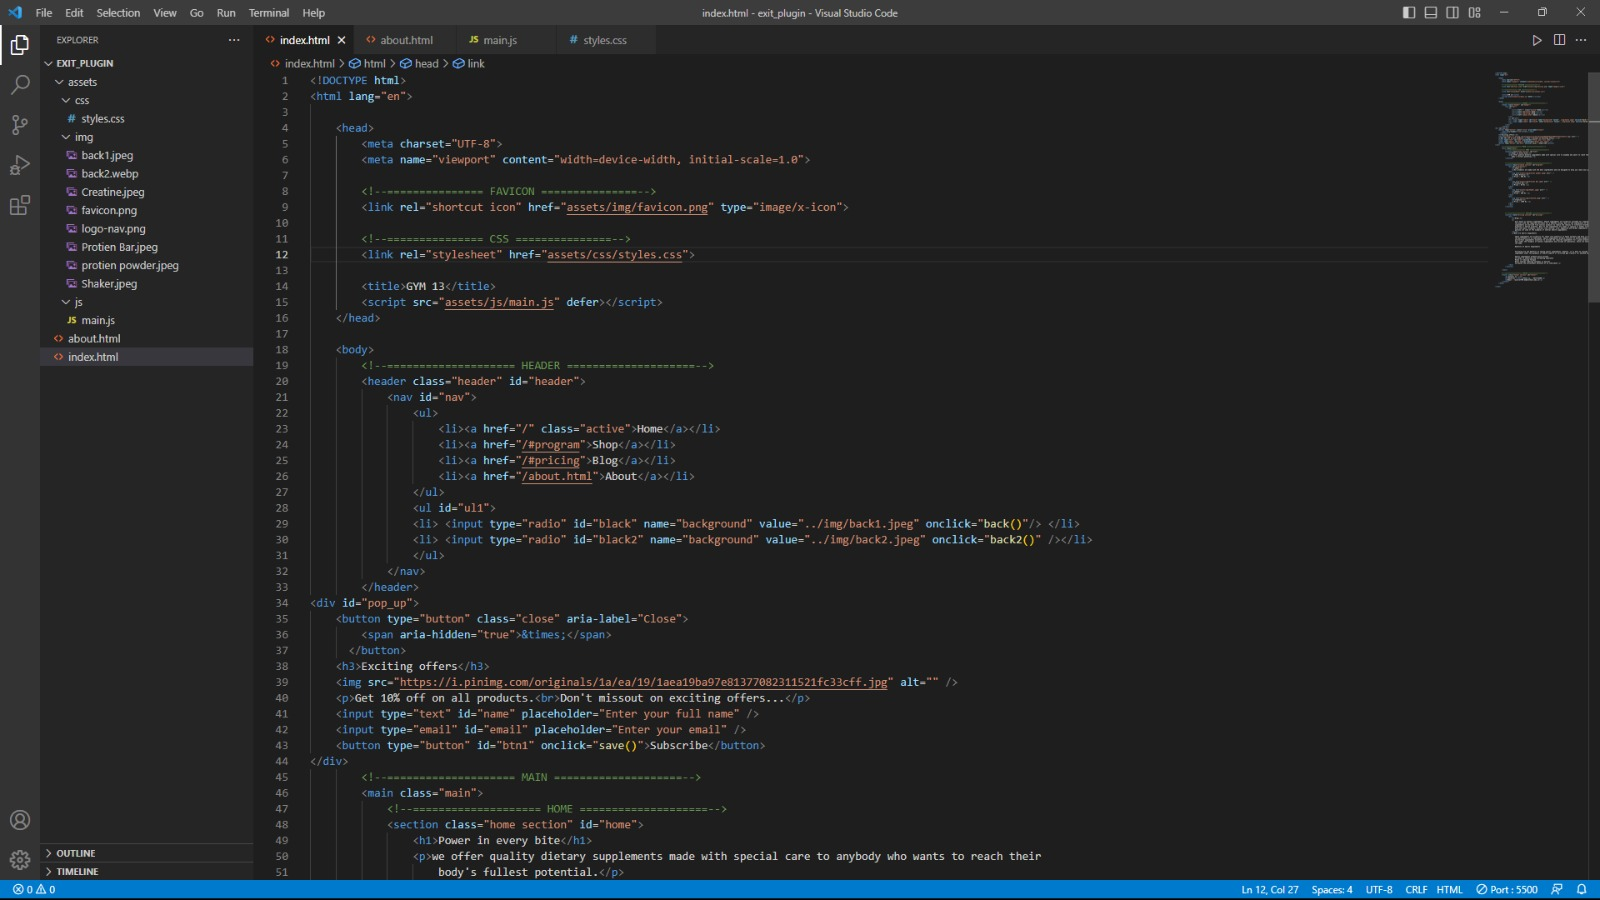 File Edit Selection View Go Run Terminal Help
index.html - exit_plugin - Visual Studio Code
EXPLORER
EXIT_PLUGIN
assets
css
# styles.css
img
back1.jpeg
back2.webp
Creatine.jpeg
favicon.png
logo-nav.png
Protien Bar.jpeg
protien powder.jpeg
Shaker.jpeg
js
JS main.js
<> about.html
<> index.html
OUTLINE
TIMELINE
<> index.html <> about.html JS main.js # styles.css
<> index.html > html > head > link
1 <!DOCTYPE html>
2 <html lang="en">
3
4 <head>
5 <meta charset="UTF-8">
6 <meta name="viewport" content="width=device-width, initial-scale=1.0">
7
8 <!--=============== FAVICON ===============-->
9 <link rel="shortcut icon" href="assets/img/favicon.png" type="image/x-icon">
10
11 <!--=============== CSS ===============-->
12 <link rel="stylesheet" href="assets/css/styles.css">
13
14 <title>GYM 13</title>
15 <script src="assets/js/main.js" defer></script>
16 </head>
17
18 <body>
19 <!--==================== HEADER ====================-->
20 <header class="header" id="header">
21 <nav id="nav">
22 <ul>
23 <li><a href="/" class="active">Home</a></li>
24 <li><a href="/#program">Shop</a></li>
25 <li><a href="/#pricing">Blog</a></li>
26 <li><a href="/about.html">About</a></li>
27 </ul>
28 <ul id="ul1">
29 <li> <input type="radio" id="black" name="background" value="../img/back1.jpeg" onclick="back()"/> </li>
30 <li> <input type="radio" id="black2" name="background" value="../img/back2.jpeg" onclick="back2()" /></li>
31 </ul>
32 </nav>
33 </header>
34 <div id="pop_up">
35 <button type="button" class="close" aria-label="Close">
36 <span aria-hidden="true">&times;</span>
37 </button>
38 <h3>Exciting offers</h3>
39 <img src="https://i.pinimg.com/originals/1a/ea/19/1aea19ba97e81377082311521fc33cff.jpg" alt="" />
40 <p>Get 10% off on all products.<br>Don't missout on exciting offers...</p>
41 <input type="text" id="name" placeholder="Enter your full name" />
42 <input type="email" id="email" placeholder="Enter your email" />
43 <button type="button" id="btn1" onclick="save()">Subscribe</button>
44 </div>
45 <!--==================== MAIN ====================-->
46 <main class="main">
47 <!--==================== HOME ====================-->
48 <section class="home section" id="home">
49 <h1>Power in every bite</h1>
50 <p>we offer quality dietary supplements made with special care to anybody who wants to reach their
51 body's fullest potential.</p>
0 0 Ln 12, Col 27 Spaces: 4 UTF-8 CRLF HTML Port : 5500